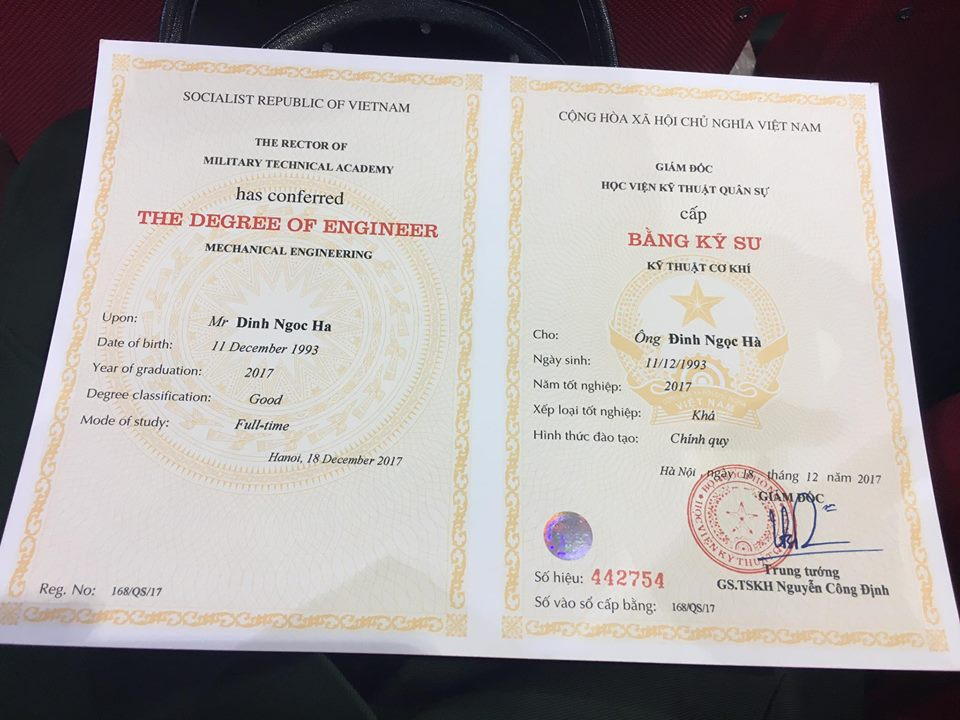 SOCIALIST REPUBLIC OF VIETNAM
THE RECTOR OF
MILITARY TECHNICAL ACADEMY
has conferred
THE DEGREE OF ENGINEER
MECHANICAL ENGINEERING
Upon: Mr Dinh Ngoc Ha
Date of birth: 11 December 1993
Year of graduation: 2017
Degree classification: Good
Mode of study: Full-time
Hanoi, 18 December 2017
Reg. No: 168/QS/17
CỘNG HÒA XÃ HỘI CHỦ NGHĨA VIỆT NAM
GIÁM ĐỐC
HỌC VIỆN KỸ THUẬT QUÂN SỰ
cấp
BẰNG KỸ SƯ
KỸ THUẬT CƠ KHÍ
Cho: Ông Đinh Ngọc Hà
Ngày sinh: 11/12/1993
Năm tốt nghiệp: 2017
VIỆT NAM
Xếp loại tốt nghiệp: Khá
Hình thức đào tạo: Chính quy
Hà Nội, ngày 18 tháng 12 năm 2017
GIÁM ĐỐC
HỌC VIỆN KỸ THUẬT
Trung tướng
GS.TSKH Nguyễn Công Định
Số hiệu: 442754
Số vào sổ cấp bằng: 168/QS/17